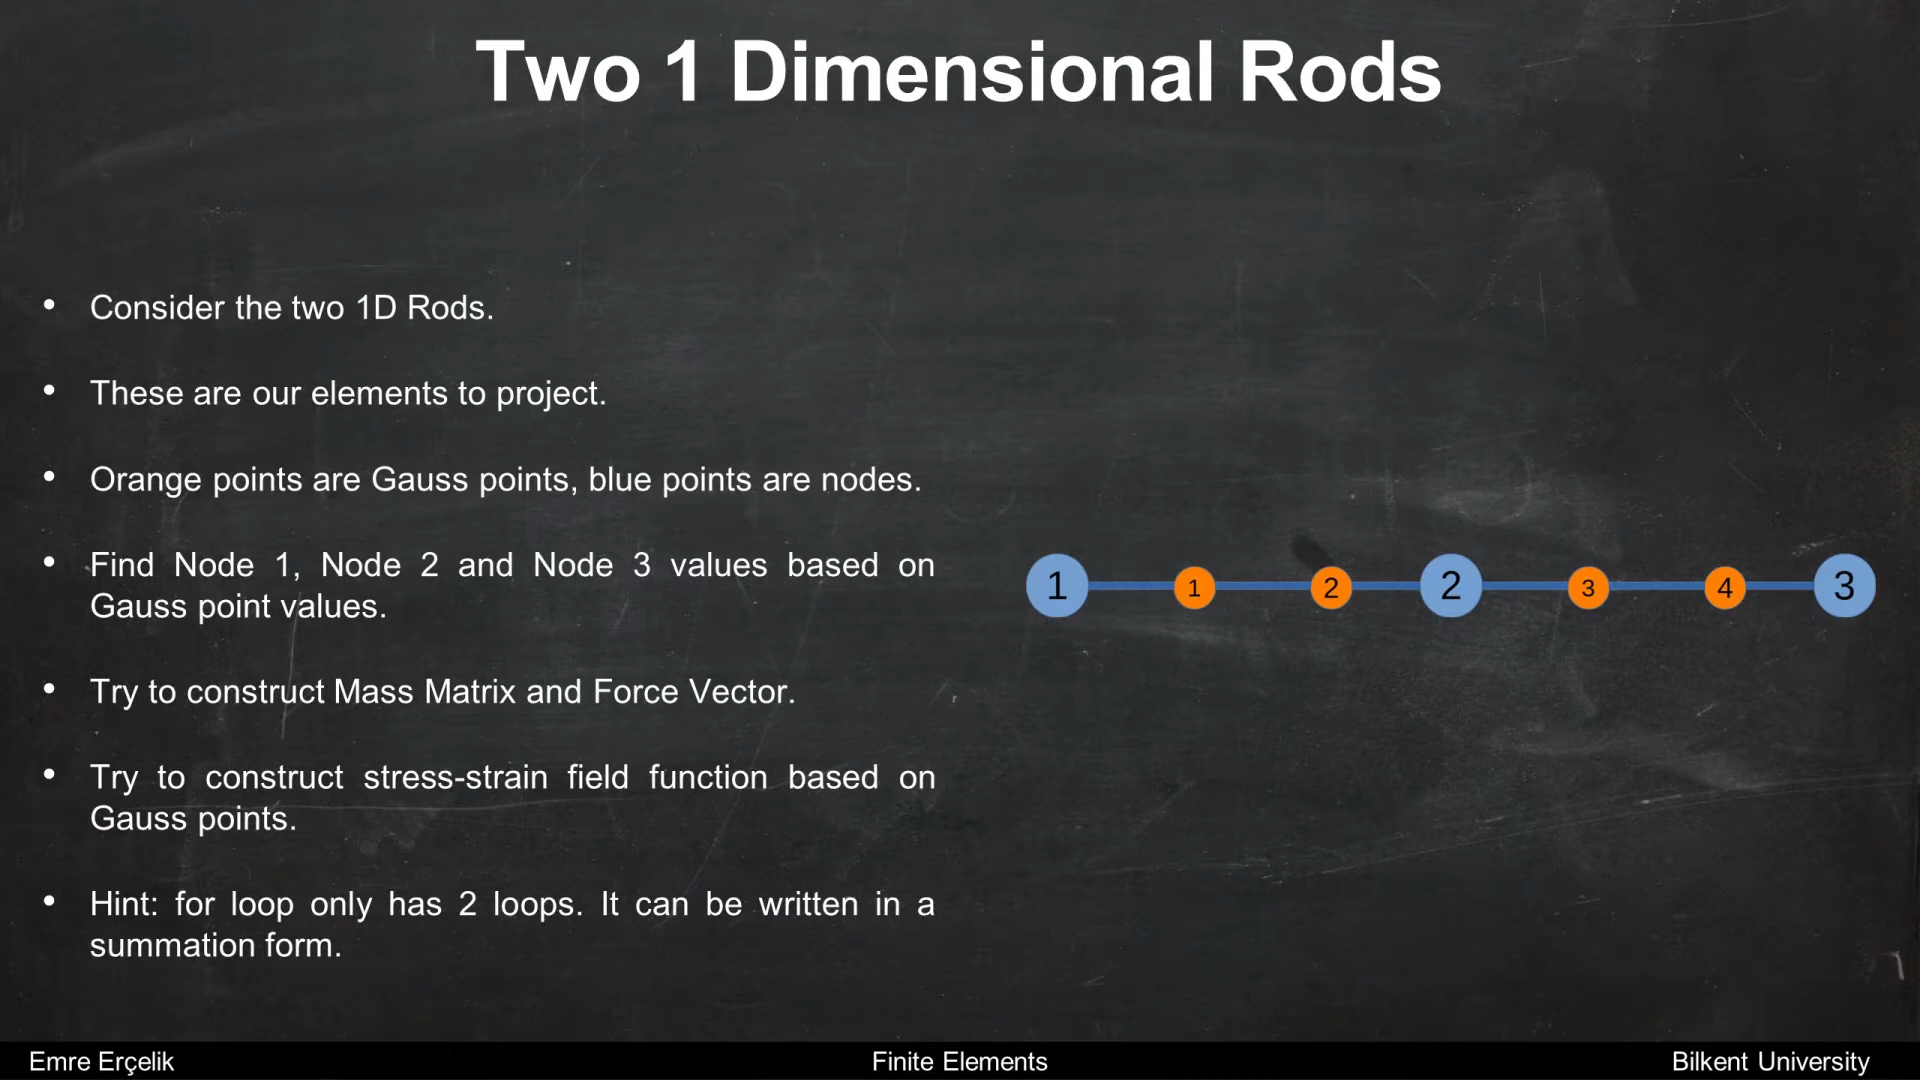 Two 1 Dimensional Rods
• Consider the two 1D Rods.
• These are our elements to project.
• Orange points are Gauss points, blue points are nodes.
• Find Node 1, Node 2 and Node 3 values based on
Gauss point values.
• Try to construct Mass Matrix and Force Vector.
• Try to construct stress-strain field function based on
Gauss points.
• Hint: for loop only has 2 loops. It can be written in a
summation form.
1 1 2 2 3 4 3
Emre Erçelik Finite Elements Bilkent University